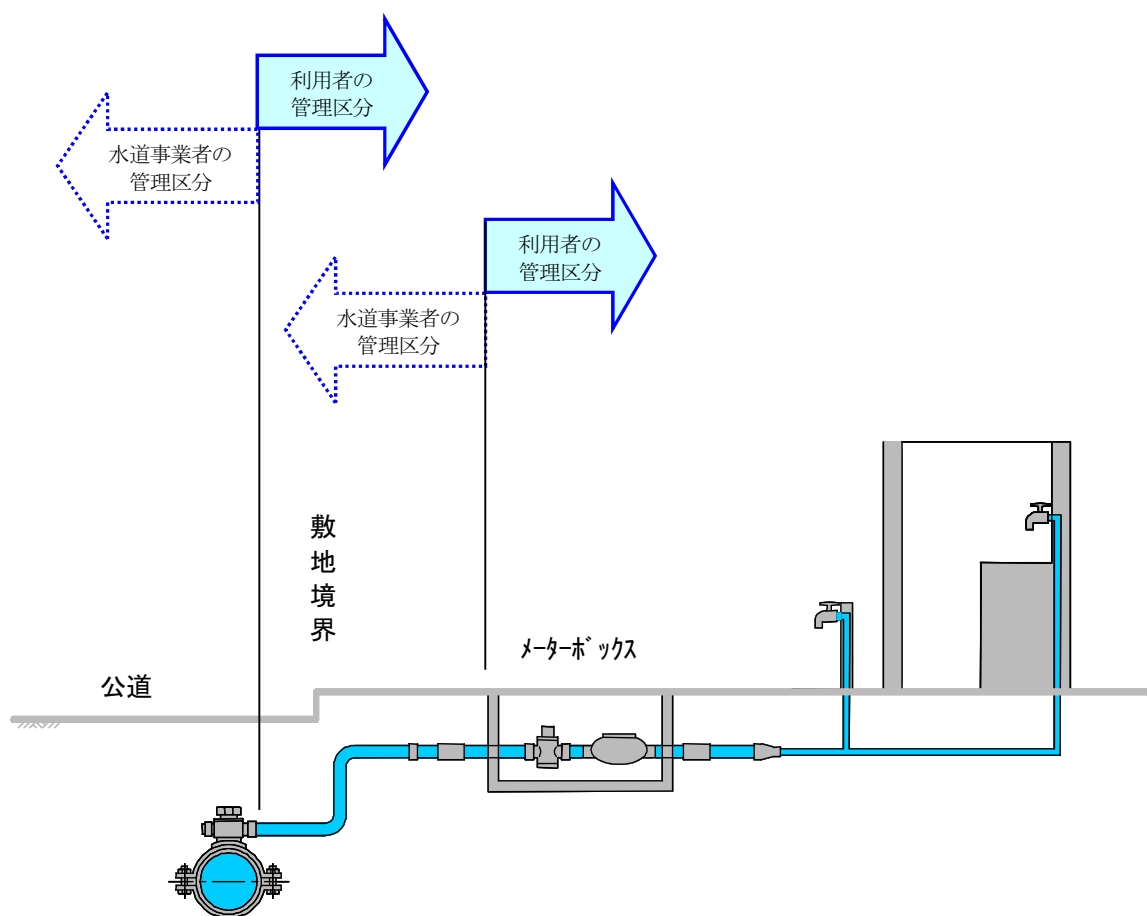 利用者の
管理区分
水道事業者の
管理区分
利用者の
管理区分
水道事業者の
管理区分
敷地境界
メーターボックス
公道